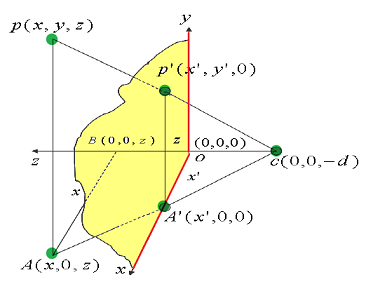 y
p(x, y, z)
p'(x', y',0)
B(0,0,z)
z
(0,0,0)
z
o
c(0,0,−d)
x
x'
A'(x',0,0)
A(x,0,z)
x